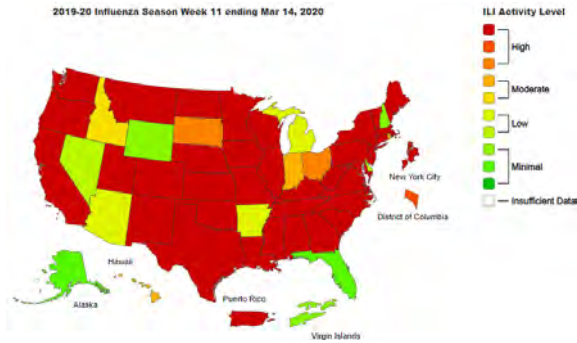 2019-20 Influenza Season Week 11 ending Mar 14, 2020
ILI Activity Level
High
Moderate
Low
Minimal
Insufficient Data
New York City
District of Columbia
Hawaii
Alaska
Puerto Rico
Virgin Islands